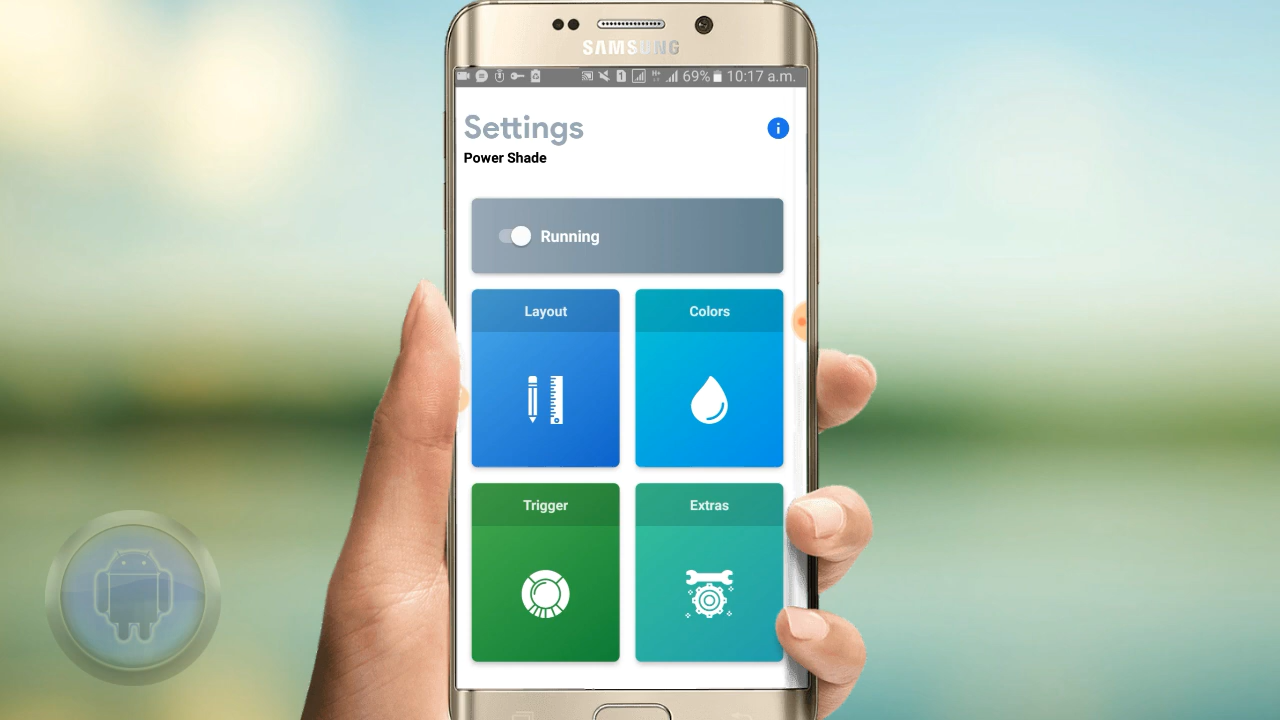 SAMSUNG
69% 10:17 a.m.
Settings
Power Shade
Running
Layout
Colors
Trigger
Extras